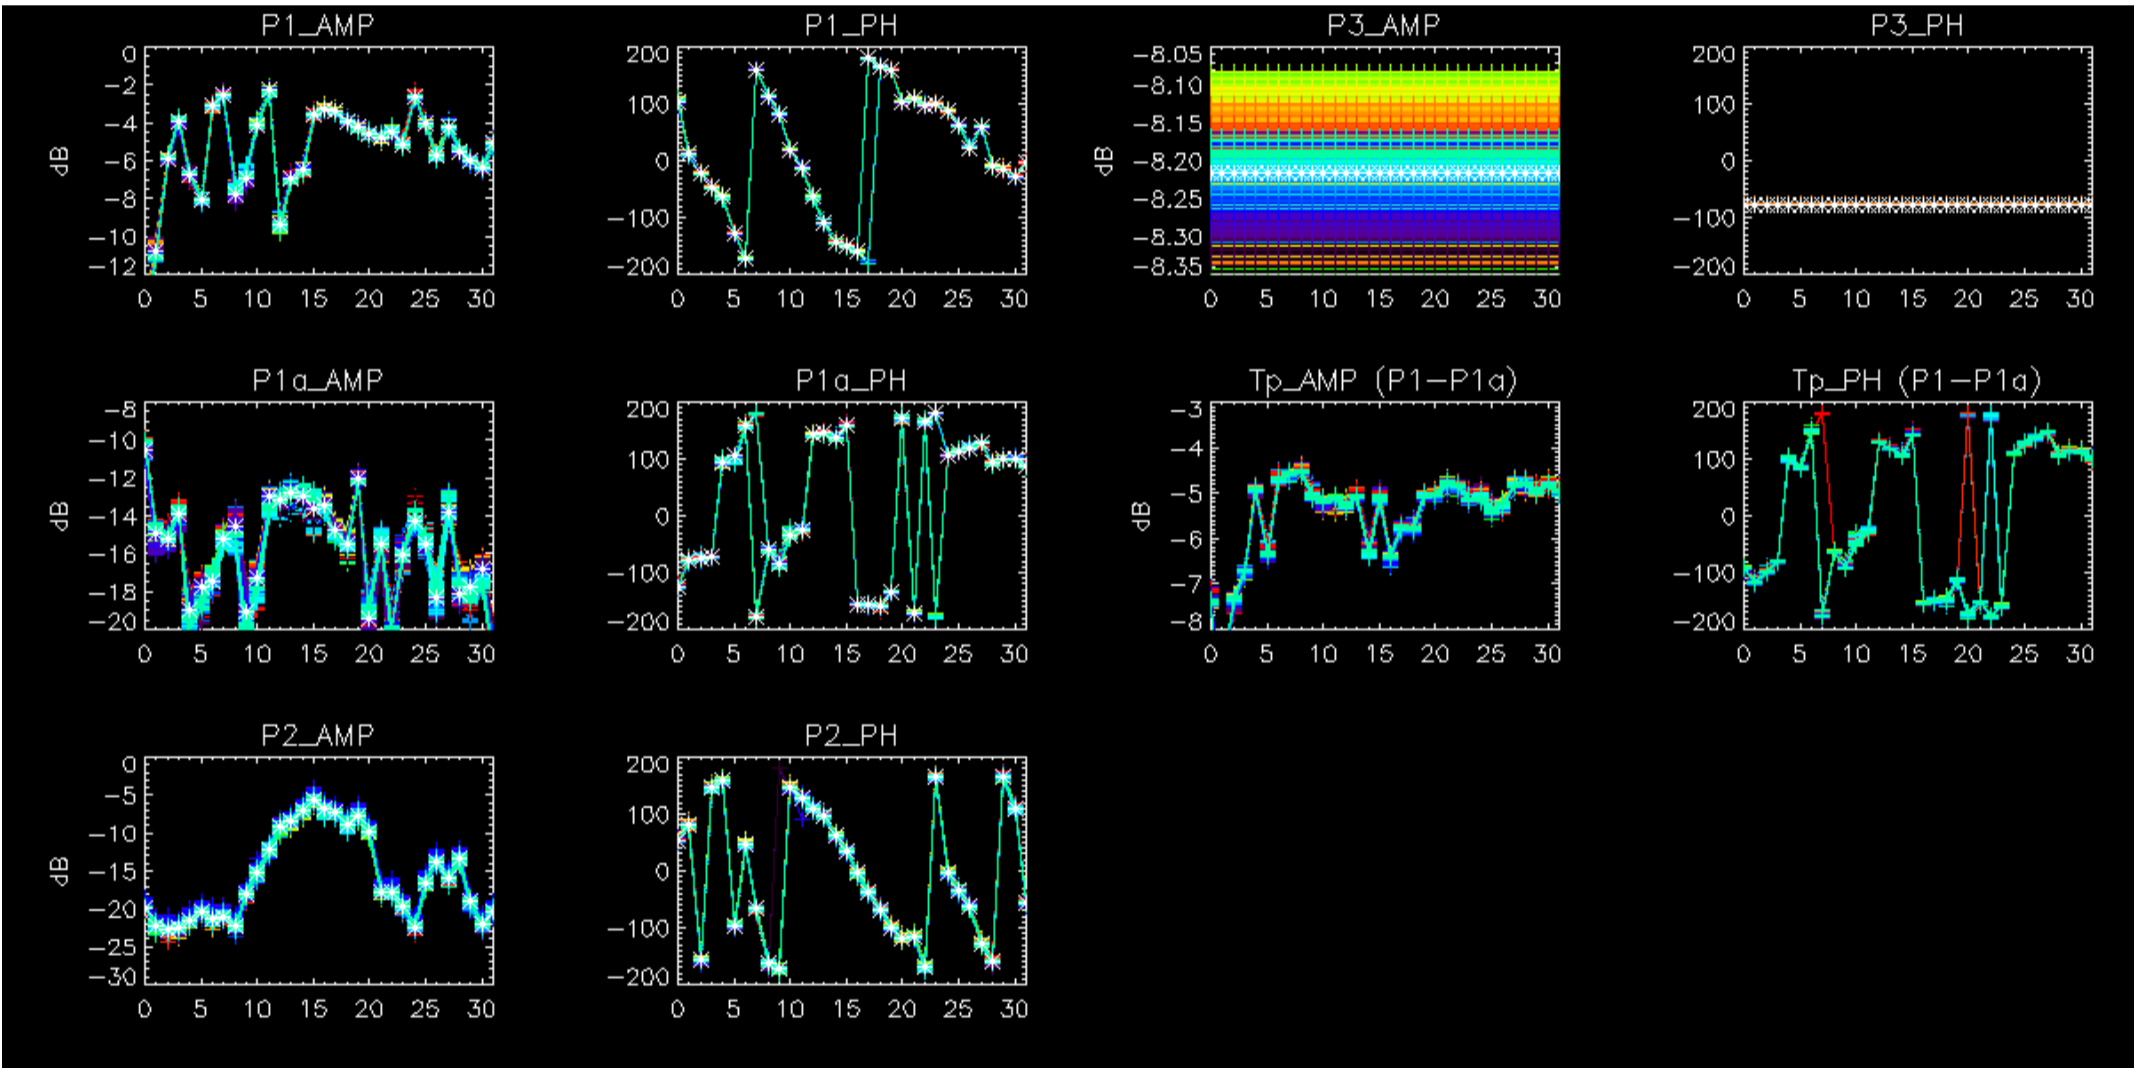 P1_AMP
P1_PH
P3_AMP
P3_PH
0
-2
-4
-6
-8
-10
-12
dB
0 5 10 15 20 25 30
200
100
0
-100
-200
0 5 10 15 20 25 30
-8.05
-8.10
-8.15
-8.20
-8.25
-8.30
-8.35
dB
0 5 10 15 20 25 30
200
100
0
-100
-200
0 5 10 15 20 25 30
P1a_AMP
P1a_PH
Tp_AMP (P1-P1a)
Tp_PH (P1-P1a)
-8
-10
-12
-14
-16
-18
-20
dB
0 5 10 15 20 25 30
200
100
0
-100
-200
0 5 10 15 20 25 30
-3
-4
-5
-6
-7
-8
dB
0 5 10 15 20 25 30
200
100
0
-100
-200
0 5 10 15 20 25 30
P2_AMP
P2_PH
0
-5
-10
-15
-20
-25
-30
dB
0 5 10 15 20 25 30
200
100
0
-100
-200
0 5 10 15 20 25 30